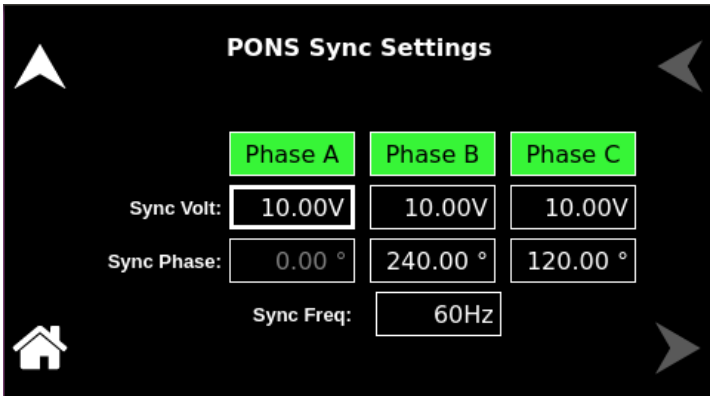 PONS Sync Settings
Phase A Phase B Phase C
Sync Volt: 10.00V 10.00V 10.00V
Sync Phase: 0.00 ° 240.00 ° 120.00 °
Sync Freq: 60Hz